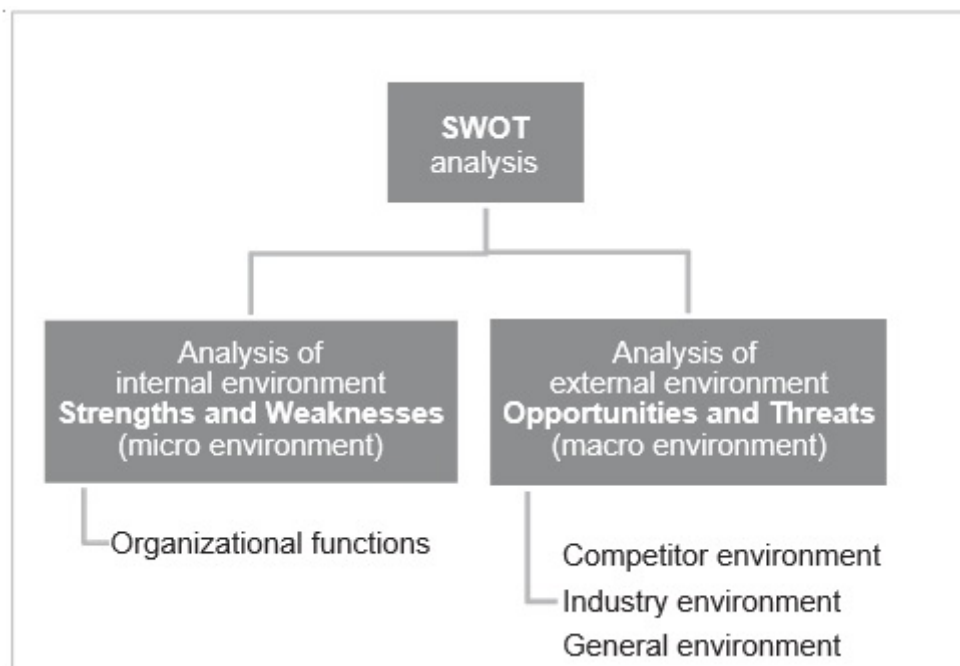 SWOT
analysis
Analysis of
internal environment
Strengths and Weaknesses
(micro environment)
Analysis of
external environment
Opportunities and Threats
(macro environment)
Organizational functions
Competitor environment
Industry environment
General environment